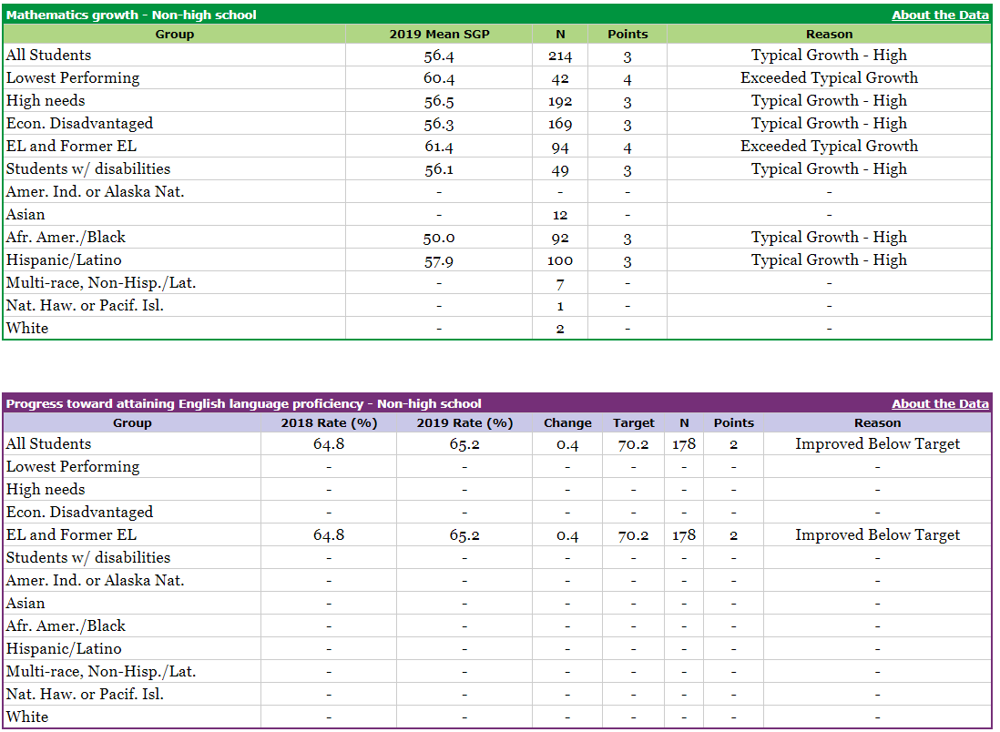 Mathematics growth - Non-high school About the Data
Group 2019 Mean SGP N Points Reason
All Students 56.4 214 3 Typical Growth - High
Lowest Performing 60.4 42 4 Exceeded Typical Growth
High needs 56.5 192 3 Typical Growth - High
Econ. Disadvantaged 56.3 169 3 Typical Growth - High
EL and Former EL 61.4 94 4 Exceeded Typical Growth
Students w/ disabilities 56.1 49 3 Typical Growth - High
Amer. Ind. or Alaska Nat. - - - -
Asian - 12 - -
Afr. Amer./Black 50.0 92 3 Typical Growth - High
Hispanic/Latino 57.9 100 3 Typical Growth - High
Multi-race, Non-Hisp./Lat. - 7 - -
Nat. Haw. or Pacif. Isl. - 1 - -
White - 2 - -
Progress toward attaining English language proficiency - Non-high school About the Data
Group 2018 Rate (%) 2019 Rate (%) Change Target N Points Reason
All Students 64.8 65.2 0.4 70.2 178 2 Improved Below Target
Lowest Performing - - - - - - -
High needs - - - - - - -
Econ. Disadvantaged - - - - - - -
EL and Former EL 64.8 65.2 0.4 70.2 178 2 Improved Below Target
Students w/ disabilities - - - - - - -
Amer. Ind. or Alaska Nat. - - - - - - -
Asian - - - - - - -
Afr. Amer./Black - - - - - - -
Hispanic/Latino - - - - - - -
Multi-race, Non-Hisp./Lat. - - - - - - -
Nat. Haw. or Pacif. Isl. - - - - - - -
White - - - - - - -